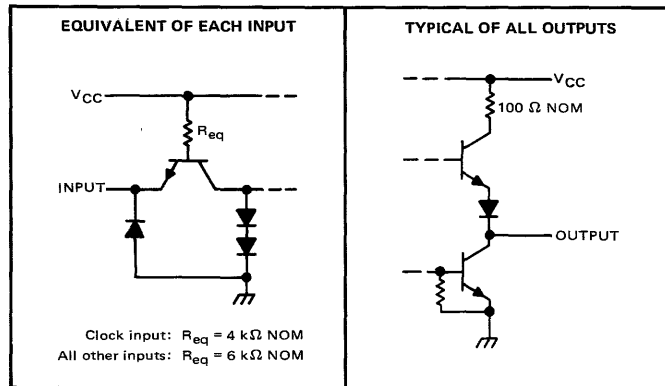 EQUIVALENT OF EACH INPUT
VCC
Req
INPUT
Clock input: Req = 4 kΩ NOM
All other inputs: Req = 6 kΩ NOM
TYPICAL OF ALL OUTPUTS
VCC
100 Ω NOM
OUTPUT